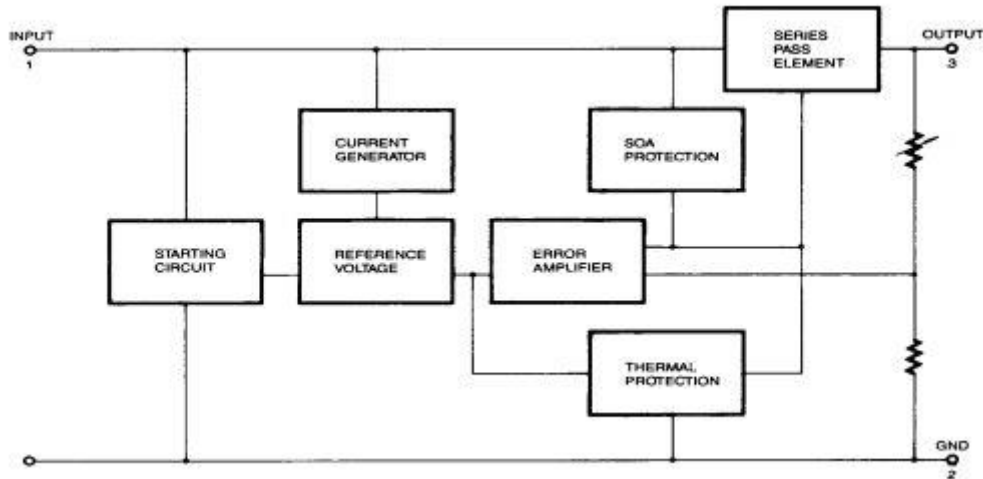 INPUT
1
SERIES
PASS
ELEMENT
OUTPUT
3
CURRENT
GENERATOR
SOA
PROTECTION
STARTING
CIRCUIT
REFERENCE
VOLTAGE
ERROR
AMPLIFIER
THERMAL
PROTECTION
GND
2